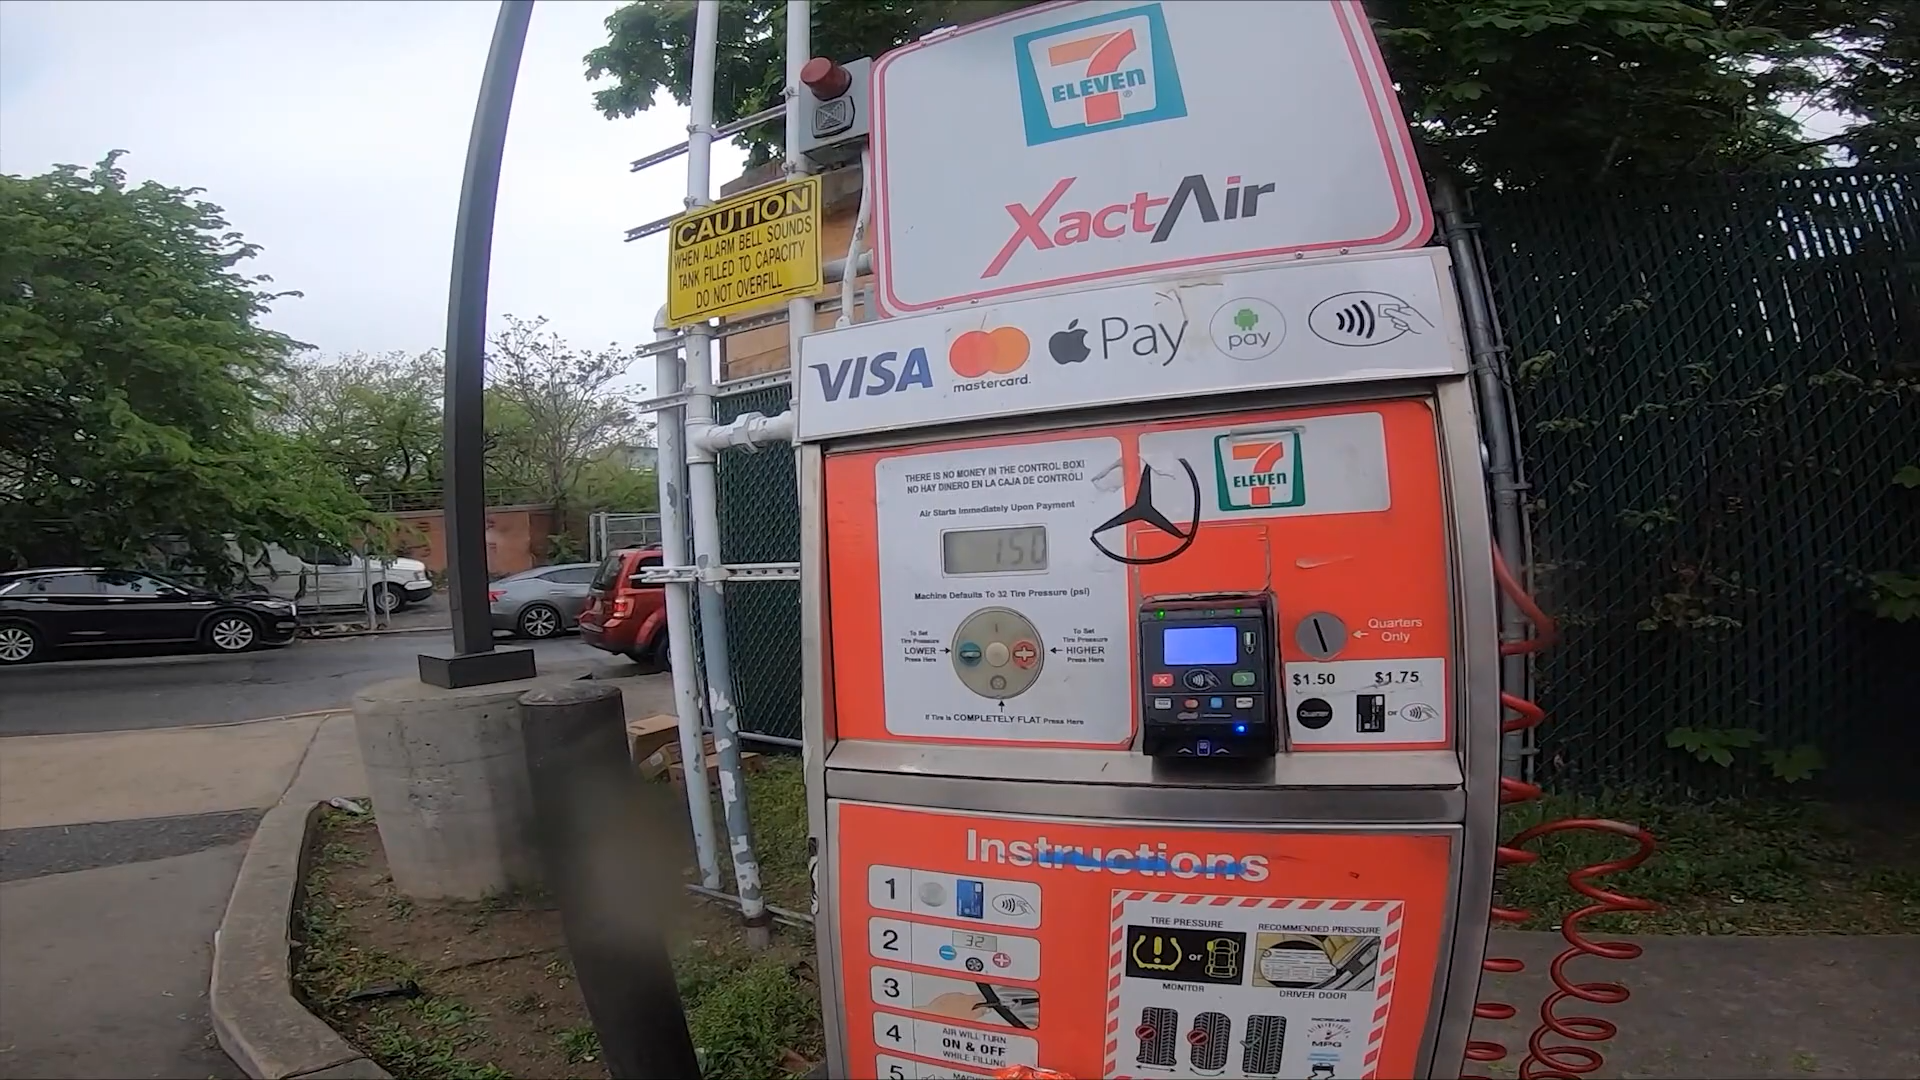 7
ELEVEN
XactAir
CAUTION
WHEN ALARM BELL SOUNDS
TANK FILLED TO CAPACITY
DO NOT OVERFILL
VISA
mastercard.
Pay
pay
THERE IS NO MONEY IN THE CONTROL BOX!
NO HAY DINERO EN LA CAJA DE CONTROL!
Air Starts Immediately Upon Payment
150
Machine Defaults To 32 Tire Pressure (psi)
To Set
Tire Pressure
LOWER
Press Here
To Set
Tire Pressure
HIGHER
Press Here
If Tire is COMPLETELY FLAT Press Here
7
ELEVEN
Quarters
Only
$1.50
$1.75
Quarter
or
Instructions
1
2
32
3
4
AIR WILL TURN
ON & OFF
WHILE FILLING
5
TIRE PRESSURE
or
MONITOR
RECOMMENDED PRESSURE
DRIVER DOOR
INCREASE
MPG